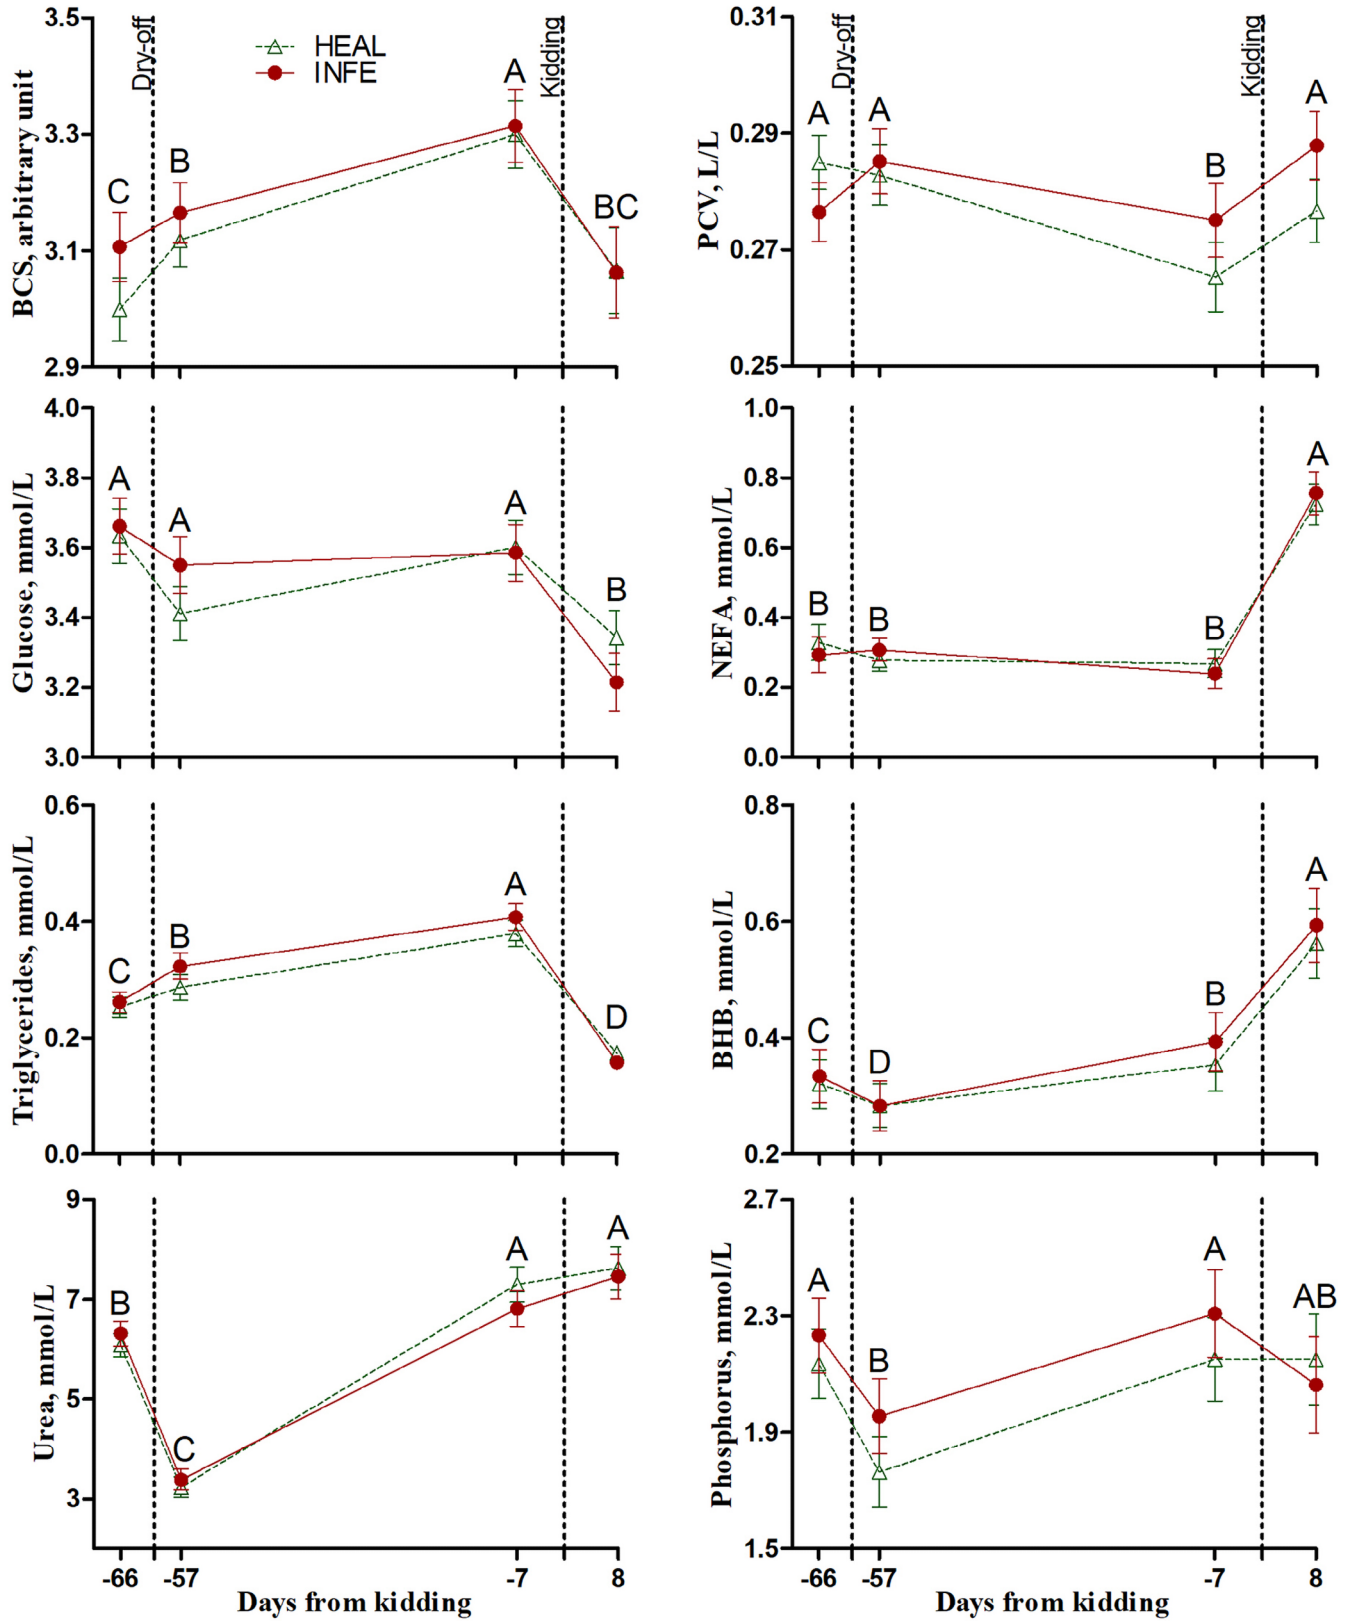 3.5
3.3
3.1
2.9
BCS, arbitrary unit
Dry-off
Kidding
HEAL
INFE
C
B
A
BC
0.31
0.29
0.27
0.25
PCV, L/L
Dry-off
Kidding
A
A
B
A
4.0
3.8
3.6
3.4
3.2
3.0
Glucose, mmol/L
A
A
A
B
1.0
0.8
0.6
0.4
0.2
0.0
NEFA, mmol/L
B
B
B
A
0.6
0.4
0.2
0.0
Triglycerides, mmol/L
C
B
A
D
0.8
0.6
0.4
0.2
BHB, mmol/L
C
D
B
A
9
7
5
3
Urea, mmol/L
B
C
A
A
-66 -57 -7 8
Days from kidding
2.7
2.3
1.9
1.5
Phosphorus, mmol/L
A
B
A
AB
-66 -57 -7 8
Days from kidding